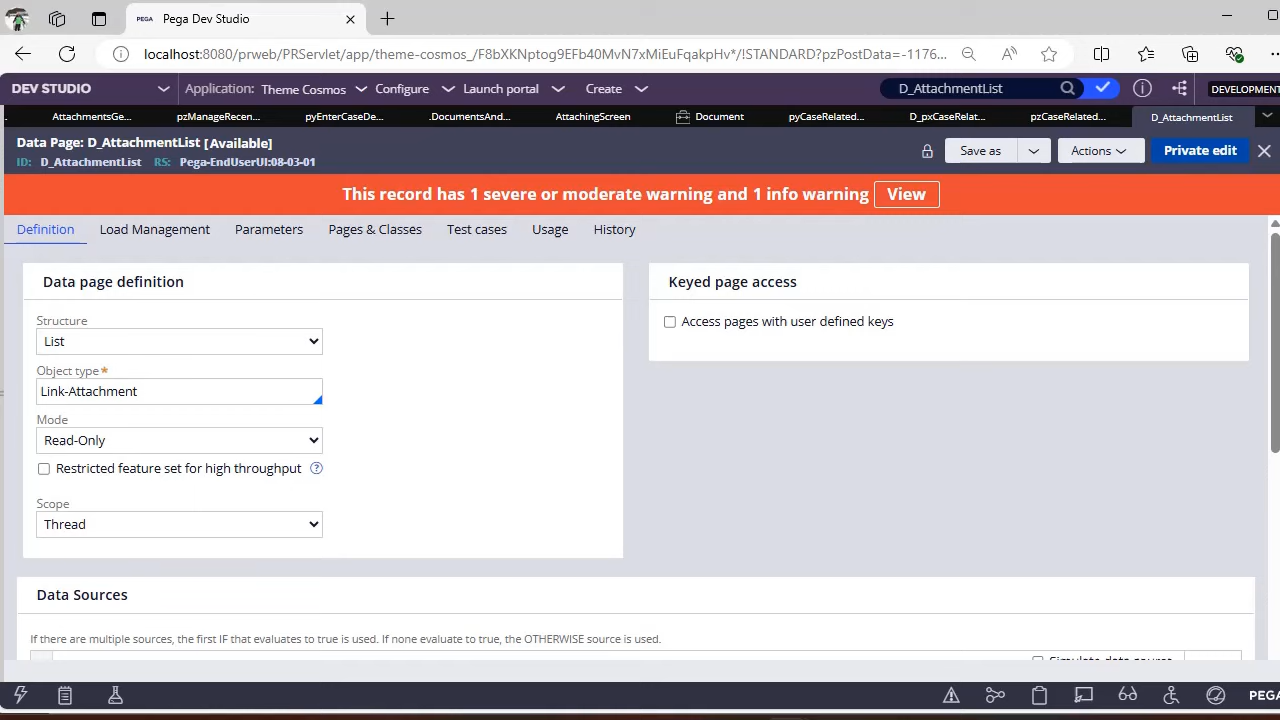 PEGA Pega Dev Studio
localhost:8080/prweb/PRServlet/app/theme-cosmos_/F8bXKNptog9EFb40MvN7xMiEuFqakpHv*/!STANDARD?pzPostData=-1176...
DEV STUDIO Application: Theme Cosmos Configure Launch portal Create D_AttachmentList DEVELOPMENT
AttachmentsGe... pzManageRecen... pyEnterCaseDe... .DocumentsAnd... AttachingScreen Document pyCaseRelated... D_pxCaseRelat... pzCaseRelated... D_AttachmentList
Data Page: D_AttachmentList [Available]
ID: D_AttachmentList RS: Pega-EndUserUI:08-03-01
Save as Actions Private edit
This record has 1 severe or moderate warning and 1 info warning View
Definition Load Management Parameters Pages & Classes Test cases Usage History
Data page definition
Structure
List
Object type*
Link-Attachment
Mode
Read-Only
Restricted feature set for high throughput ?
Scope
Thread
Keyed page access
Access pages with user defined keys
Data Sources
If there are multiple sources, the first IF that evaluates to true is used. If none evaluate to true, the OTHERWISE source is used.
Simulate data source
PEGA